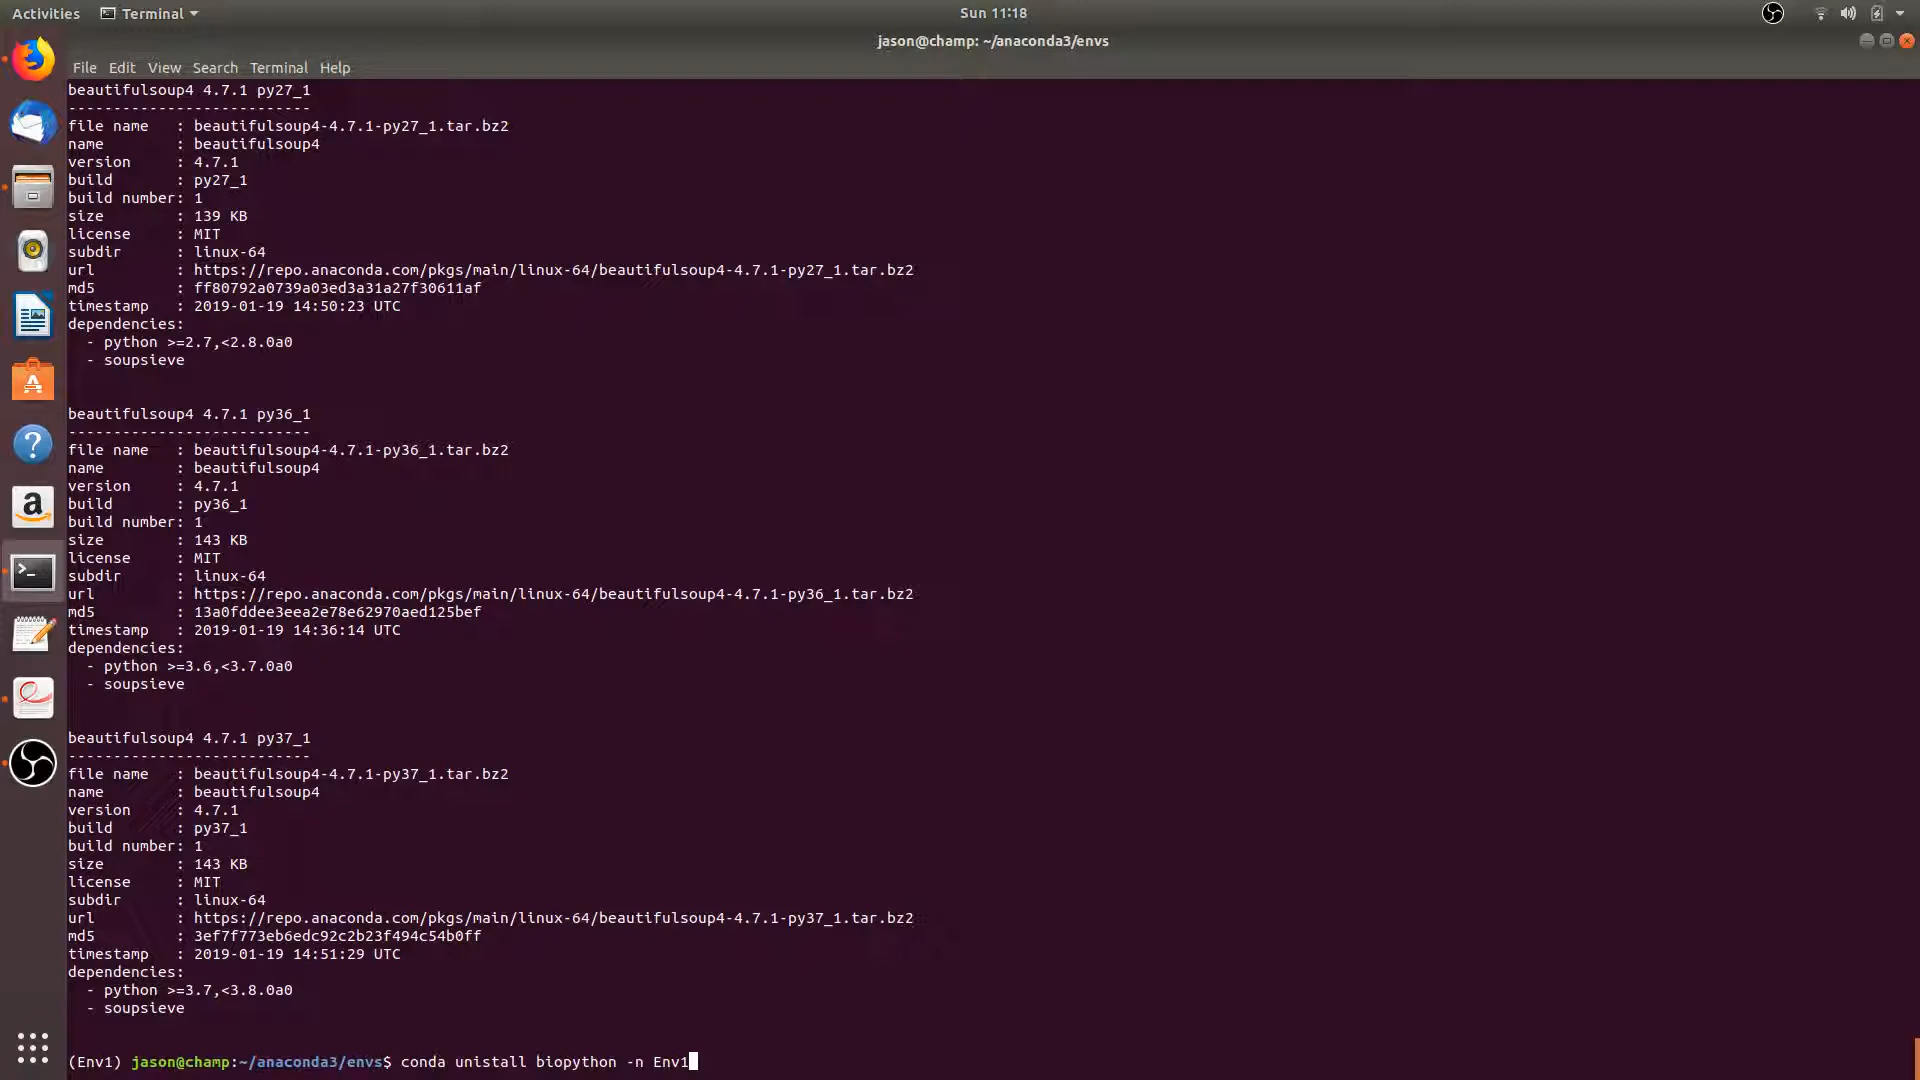 Activities Terminal Sun 11:18
jason@champ: ~/anaconda3/envs
File Edit View Search Terminal Help
beautifulsoup4 4.7.1 py27_1
---------------------------
file name   : beautifulsoup4-4.7.1-py27_1.tar.bz2
name        : beautifulsoup4
version     : 4.7.1
build       : py27_1
build number: 1
size        : 139 KB
license     : MIT
subdir      : linux-64
url         : https://repo.anaconda.com/pkgs/main/linux-64/beautifulsoup4-4.7.1-py27_1.tar.bz2
md5         : ff80792a0739a03ed3a31a27f30611af
timestamp   : 2019-01-19 14:50:23 UTC
dependencies:
  - python >=2.7,<2.8.0a0
  - soupsieve
beautifulsoup4 4.7.1 py36_1
---------------------------
file name   : beautifulsoup4-4.7.1-py36_1.tar.bz2
name        : beautifulsoup4
version     : 4.7.1
build       : py36_1
build number: 1
size        : 143 KB
license     : MIT
subdir      : linux-64
url         : https://repo.anaconda.com/pkgs/main/linux-64/beautifulsoup4-4.7.1-py36_1.tar.bz2
md5         : 13a0fddee3eea2e78e62970aed125bef
timestamp   : 2019-01-19 14:36:14 UTC
dependencies:
  - python >=3.6,<3.7.0a0
  - soupsieve
beautifulsoup4 4.7.1 py37_1
---------------------------
file name   : beautifulsoup4-4.7.1-py37_1.tar.bz2
name        : beautifulsoup4
version     : 4.7.1
build       : py37_1
build number: 1
size        : 143 KB
license     : MIT
subdir      : linux-64
url         : https://repo.anaconda.com/pkgs/main/linux-64/beautifulsoup4-4.7.1-py37_1.tar.bz2
md5         : 3ef7f773eb6edc92c2b23f494c54b0ff
timestamp   : 2019-01-19 14:51:29 UTC
dependencies:
  - python >=3.7,<3.8.0a0
  - soupsieve
(Env1) jason@champ:~/anaconda3/envs$ conda unistall biopython -n Env1